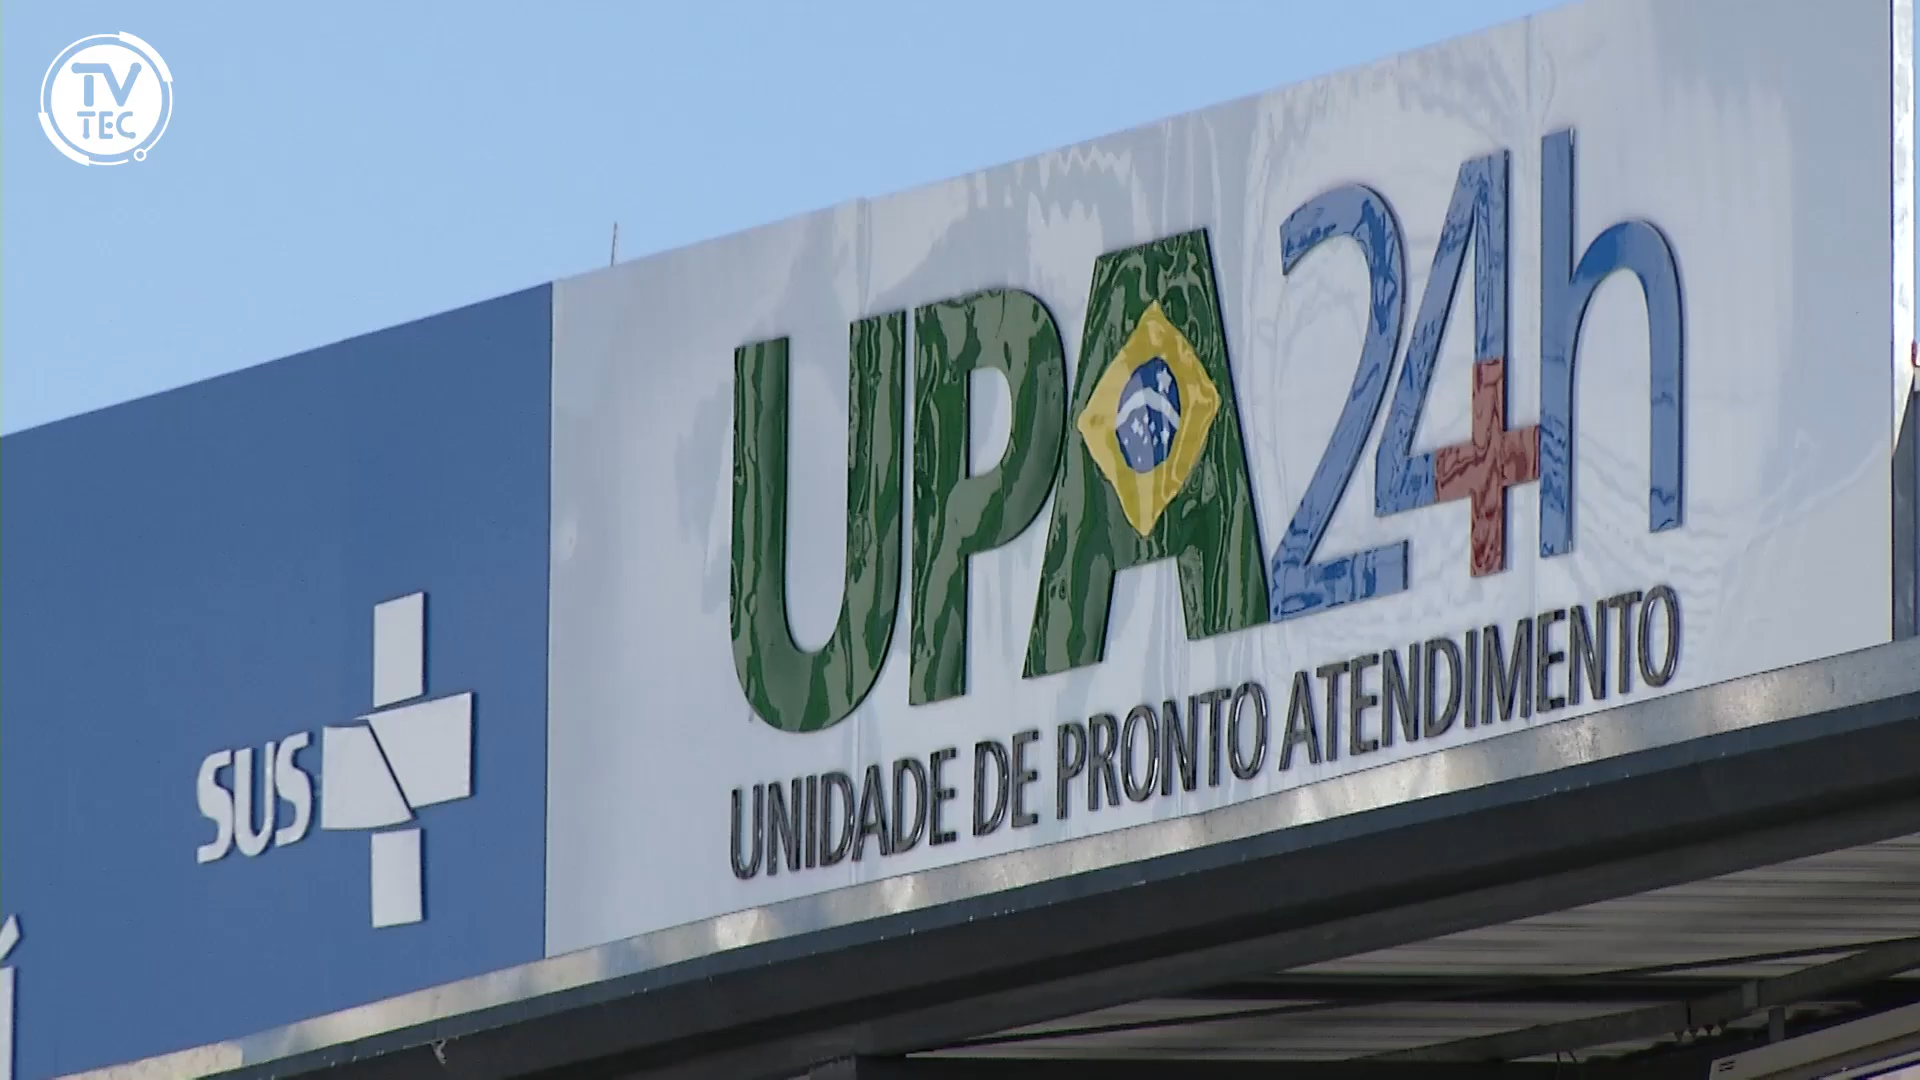 TV
TEC
UPA24h
SUS
UNIDADE DE PRONTO ATENDIMENTO
Í